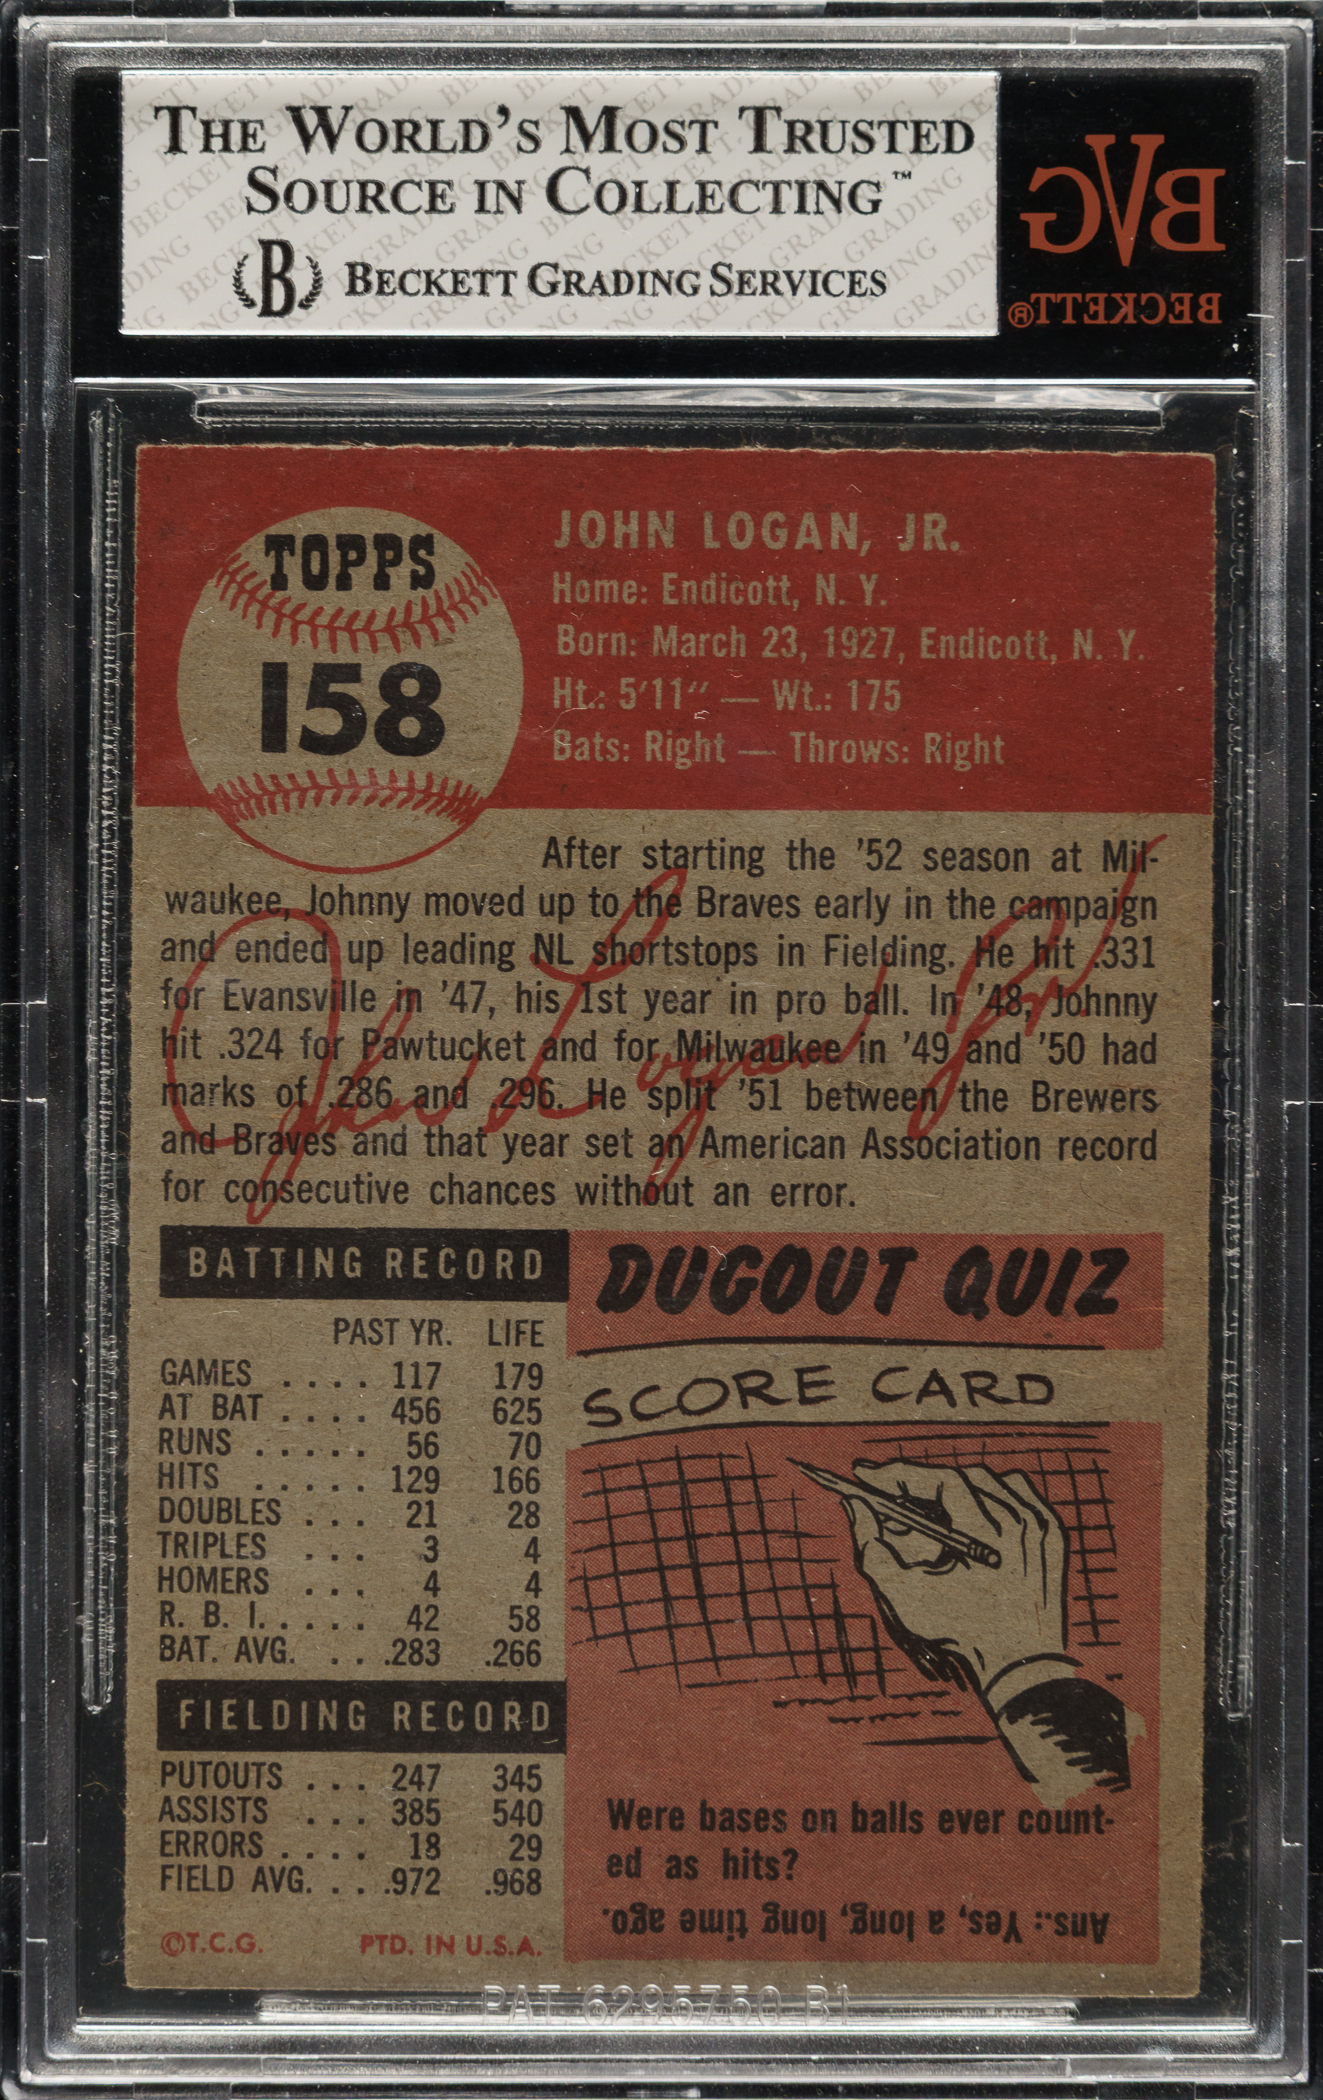 THE WORLD'S MOST TRUSTED
SOURCE IN COLLECTING™
B BECKETT GRADING SERVICES
BVG
BECKETT®
TOPPS
158
JOHN LOGAN, JR.
Home: Endicott, N. Y.
Born: March 23, 1927, Endicott, N. Y.
Ht.: 5'11" — Wt.: 175
Bats: Right — Throws: Right
After starting the '52 season at Mil-
waukee, Johnny moved up to the Braves early in the campaign
and ended up leading NL shortstops in Fielding. He hit .331
for Evansville in '47, his 1st year in pro ball. In '48, Johnny
hit .324 for Pawtucket and for Milwaukee in '49 and '50 had
marks of .286 and .296. He split '51 between the Brewers
and Braves and that year set an American Association record
for consecutive chances without an error.
John Logan Jr.
BATTING RECORD
PAST YR. LIFE
GAMES .... 117 179
AT BAT .... 456 625
RUNS ..... 56 70
HITS ..... 129 166
DOUBLES ... 21 28
TRIPLES ... 3 4
HOMERS ... 4 4
R. B. I. .... 42 58
BAT. AVG. ... .283 .266
FIELDING RECORD
PUTOUTS ... 247 345
ASSISTS ... 385 540
ERRORS .... 18 29
FIELD AVG. ... .972 .968
©T.C.G. PTD. IN U.S.A.
DUGOUT QUIZ
SCORE CARD
Were bases on balls ever count-
ed as hits?
Ans.: Yes, a long, long time ago.
PAT 6295750 B1